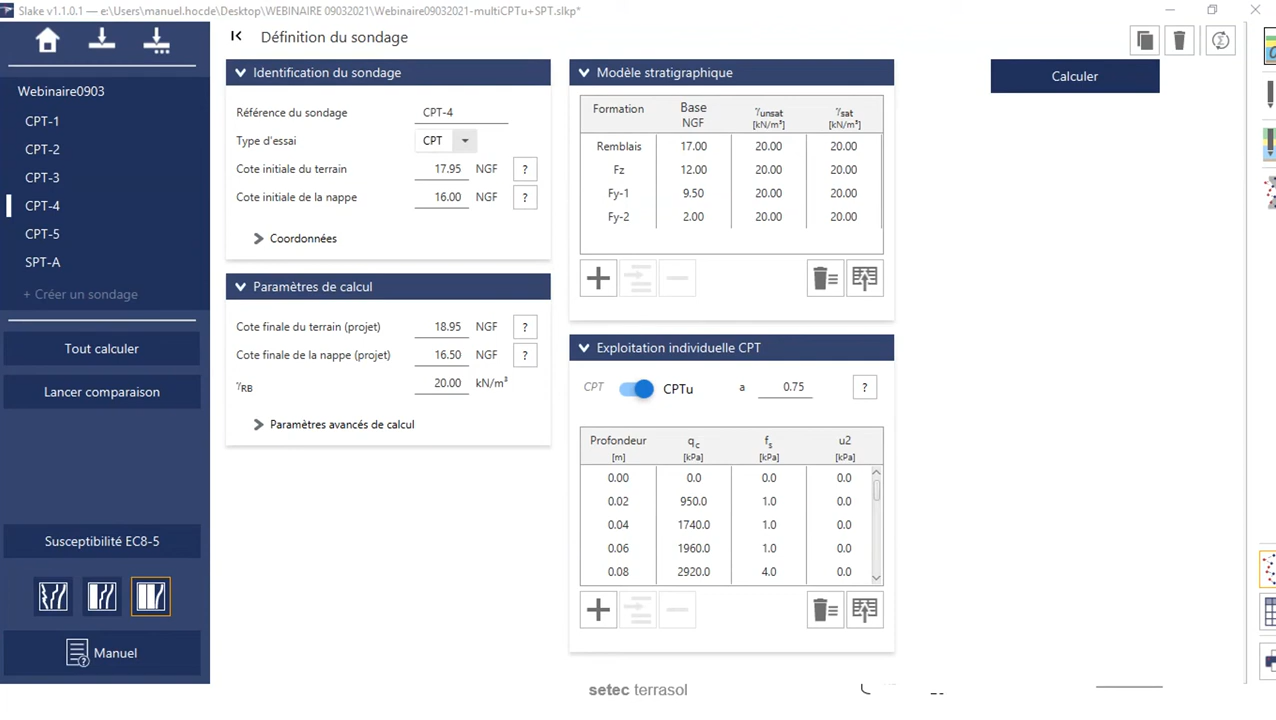 Slake v1.1.0.1 — e:\Users\manuel.hocde\Desktop\WEBINAIRE 09032021\Webinaire09032021-multiCPTu+SPT.slkp*
Webinaire0903
CPT-1
CPT-2
CPT-3
CPT-4
CPT-5
SPT-A
+ Créer un sondage
Tout calculer
Lancer comparaison
Susceptibilité EC8-5
Manuel
Définition du sondage
Identification du sondage
Référence du sondage CPT-4
Type d'essai CPT
Cote initiale du terrain 17.95 NGF ?
Cote initiale de la nappe 16.00 NGF ?
Coordonnées
Paramètres de calcul
Cote finale du terrain (projet) 18.95 NGF ?
Cote finale de la nappe (projet) 16.50 NGF ?
γRB 20.00 kN/m³
Paramètres avancés de calcul
Modèle stratigraphique
Formation Base NGF γunsat [kN/m³] γsat [kN/m³]
Remblais 17.00 20.00 20.00
Fz 12.00 20.00 20.00
Fy-1 9.50 20.00 20.00
Fy-2 2.00 20.00 20.00
Exploitation individuelle CPT
CPT CPTu a 0.75 ?
Profondeur qc fs u2
[m] [kPa] [kPa] [kPa]
0.00 0.0 0.0 0.0
0.02 950.0 1.0 0.0
0.04 1740.0 1.0 0.0
0.06 1960.0 1.0 0.0
0.08 2920.0 4.0 0.0
Calculer
setec terrasol